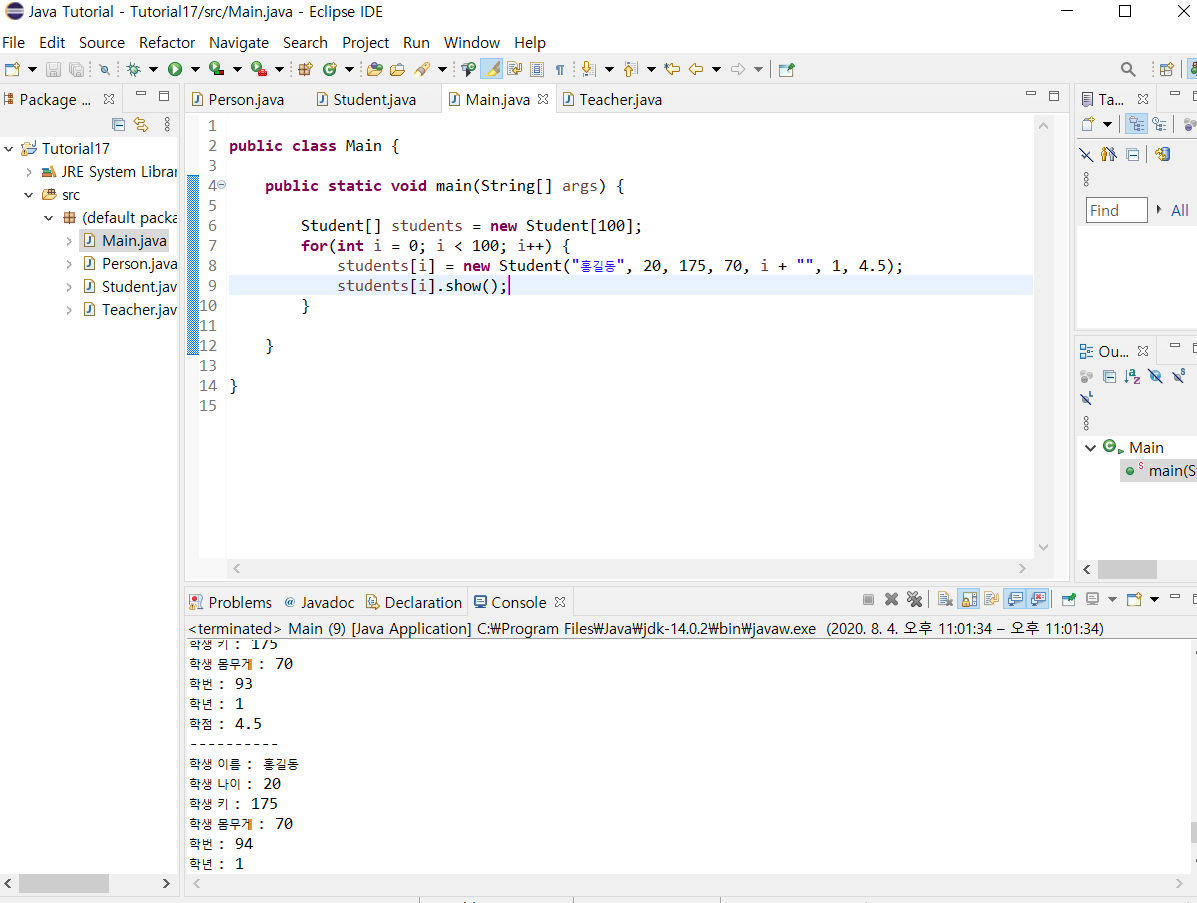 Java Tutorial - Tutorial17/src/Main.java - Eclipse IDE
File Edit Source Refactor Navigate Search Project Run Window Help
Package ...
Tutorial17
JRE System Librar
src
(default packa
Main.java
Person.java
Student.jav
Teacher.jav
Person.java Student.java Main.java Teacher.java
1
2 public class Main {
3
4 public static void main(String[] args) {
5
6 Student[] students = new Student[100];
7 for(int i = 0; i < 100; i++) {
8 students[i] = new Student("홍길동", 20, 175, 70, i + "", 1, 4.5);
9 students[i].show();
10 }
11
12 }
13
14 }
15
Ta...
Find All
Ou...
Main
main(S
Problems @ Javadoc Declaration Console
<terminated> Main (9) [Java Application] C:₩Program Files₩Java₩jdk-14.0.2₩bin₩javaw.exe (2020. 8. 4. 오후 11:01:34 – 오후 11:01:34)
학생 키 : 175
학생 몸무게 : 70
학번 : 93
학년 : 1
학점 : 4.5
----------
학생 이름 : 홍길동
학생 나이 : 20
학생 키 : 175
학생 몸무게 : 70
학번 : 94
학년 : 1